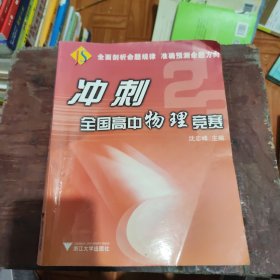 全面剖析命题规律 准确预测命题方向
冲刺
全国高中物理竞赛
沈忠峰 主编
浙江大学出版社